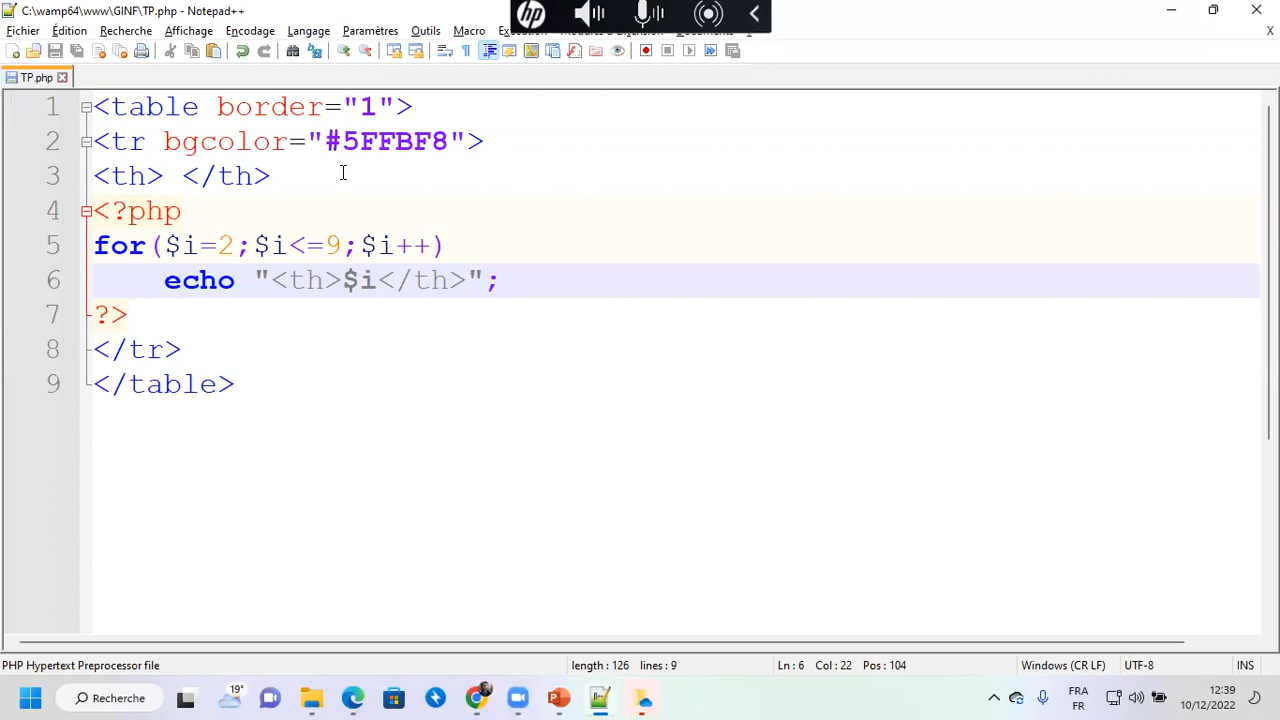 C:\wamp64\www\GINF\TP.php - Notepad++
Fichier Édition Recherche Affichage Encodage Langage Paramètres Outils Macro
X
TP.php
1 <table border="1">
2 <tr bgcolor="#5FFBF8">
3 <th> </th>
4 <?php
5 for($i=2;$i<=9;$i++)
6 echo "<th>$i</th>";
7 ?>
8 </tr>
9 </table>
PHP Hypertext Preprocessor file length : 126 lines : 9 Ln : 6 Col : 22 Pos : 104 Windows (CR LF) UTF-8 INS
Recherche 19° FRA 12:39
FR 10/12/2022